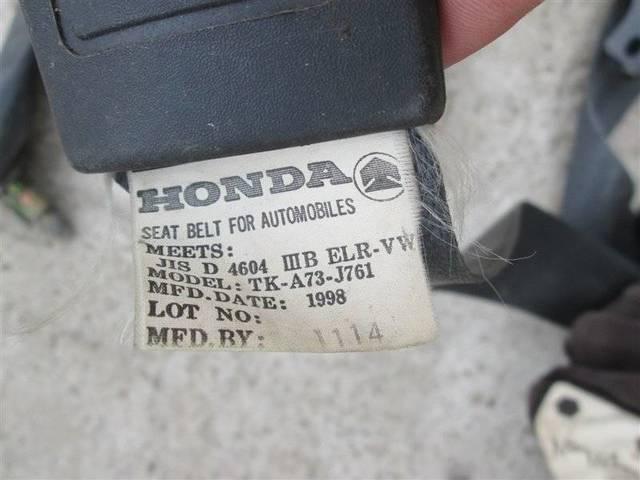 HONDA
SEAT BELT FOR AUTOMOBILES
MEETS:
JIS D 4604 IIIB ELR-VW
MODEL: TK-A73-J761
MFD-DATE: 1998
LOT NO:
MFD.BY: 1114